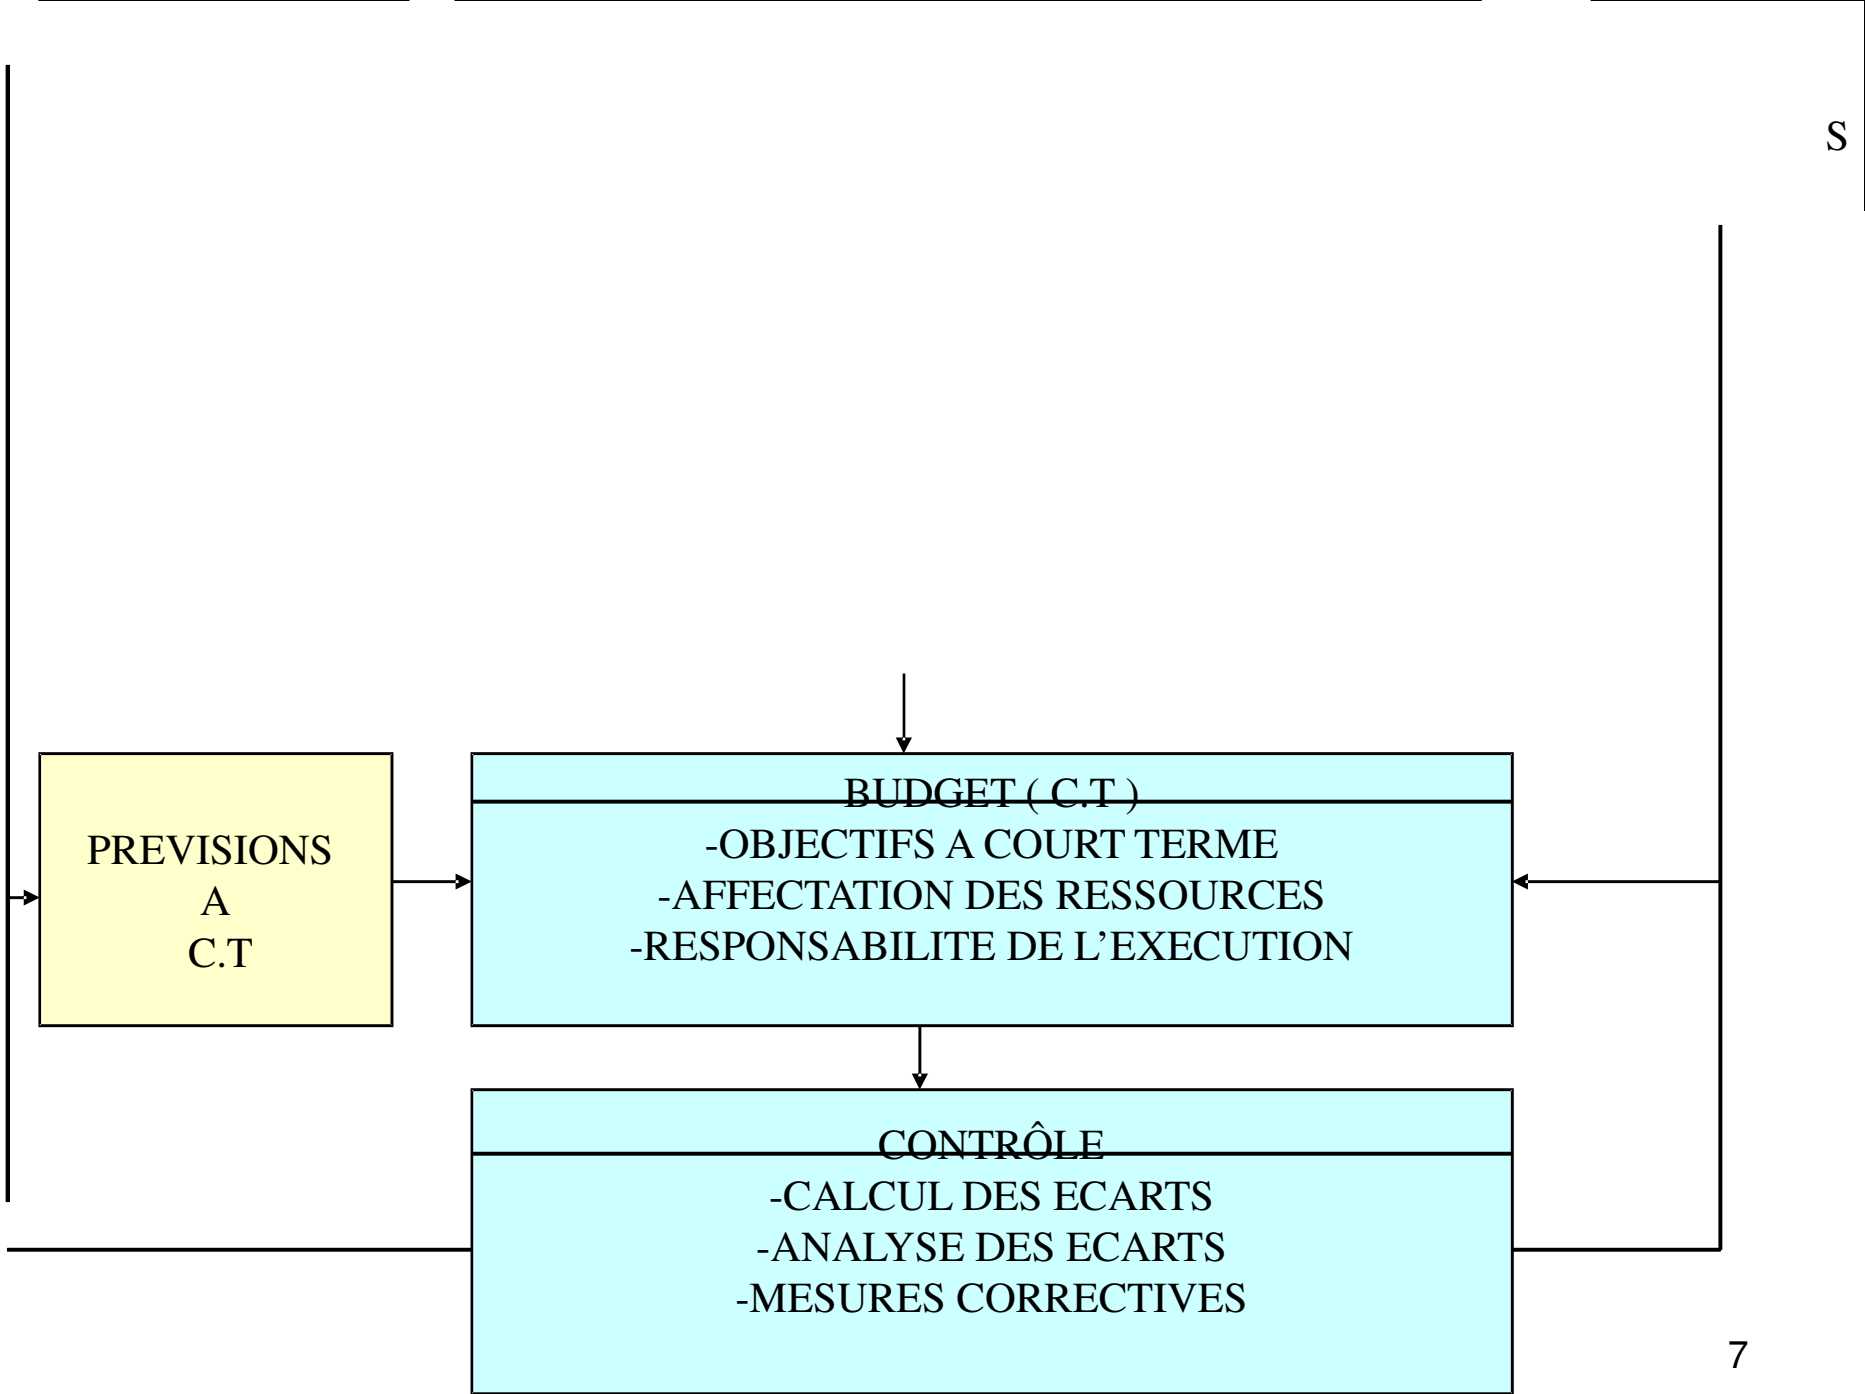 S
PREVISIONS
A
C.T
BUDGET ( C.T )
-OBJECTIFS A COURT TERME
-AFFECTATION DES RESSOURCES
-RESPONSABILITE DE L’EXECUTION
CONTRÔLE
-CALCUL DES ECARTS
-ANALYSE DES ECARTS
-MESURES CORRECTIVES
7